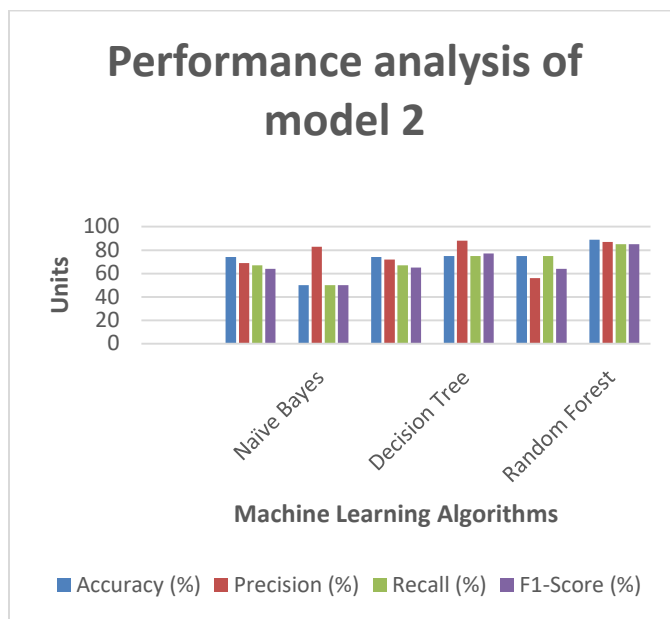 Performance analysis of
model 2
Units
100
80
60
40
20
0
Naïve Bayes
Decision Tree
Random Forest
Machine Learning Algorithms
Accuracy (%) Precision (%) Recall (%) F1-Score (%)